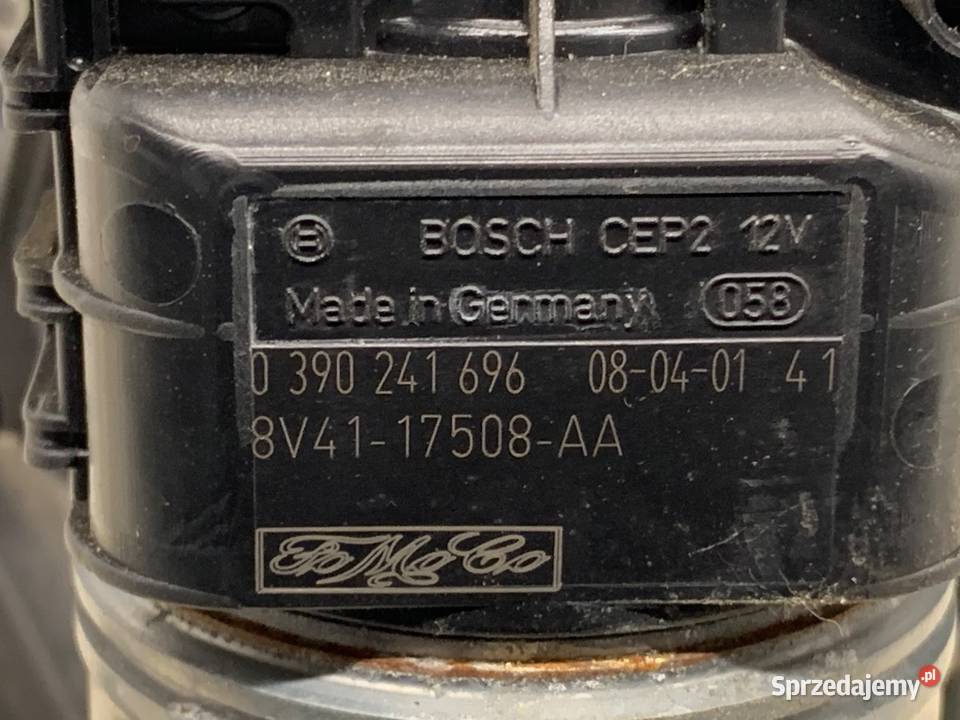 BOSCH CEP2 12V
Made in Germany 058
0 390 241 696 08-04-01 41
8V41-17508-AA
FoMoCo
Sprzedajemy.pl